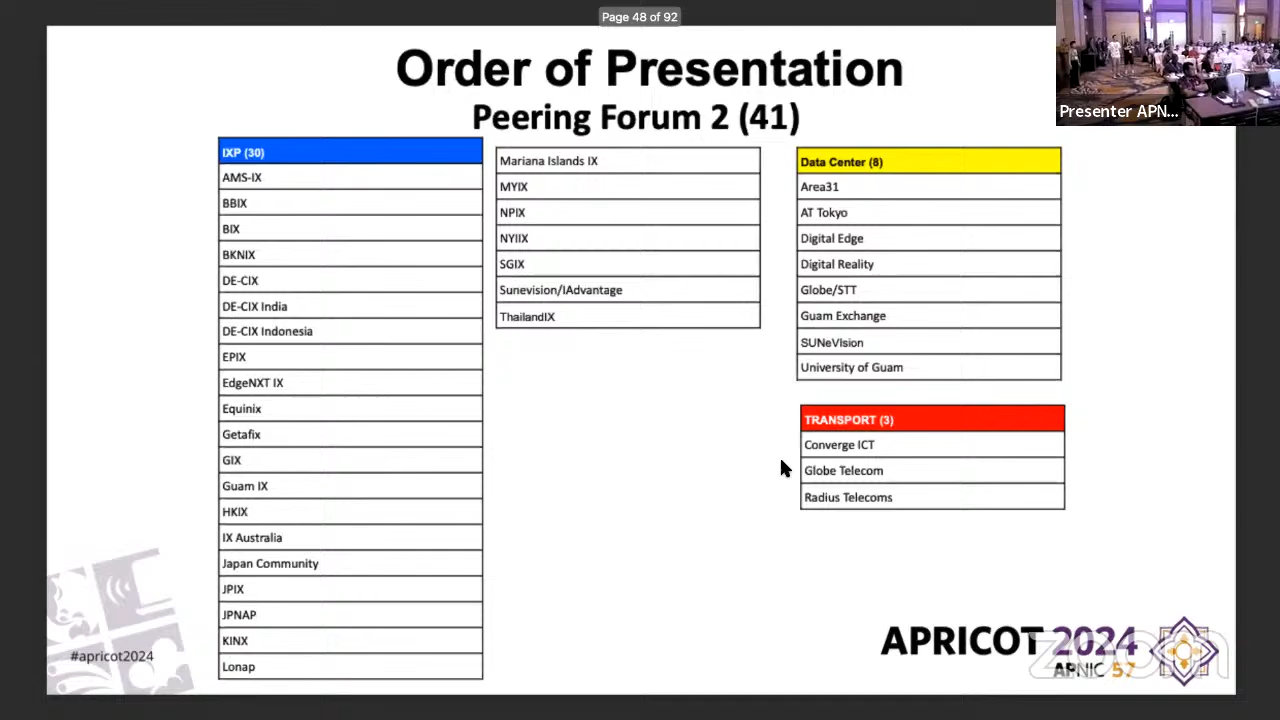 Page 48 of 92
Order of Presentation
Peering Forum 2 (41)
Presenter APN...
IXP (30)
AMS-IX
BBIX
BIX
BKNIX
DE-CIX
DE-CIX India
DE-CIX Indonesia
EPIX
EdgeNXT IX
Equinix
Getafix
GIX
Guam IX
HKIX
IX Australia
Japan Community
JPIX
JPNAP
KINX
Lonap
Mariana Islands IX
MYIX
NPIX
NYIIX
SGIX
Sunevision/IAdvantage
ThailandIX
Data Center (8)
Area31
AT Tokyo
Digital Edge
Digital Reality
Globe/STT
Guam Exchange
SUNeVIsion
University of Guam
TRANSPORT (3)
Converge ICT
Globe Telecom
Radius Telecoms
#apricot2024
APRICOT 2024
APNIC 57
zoom